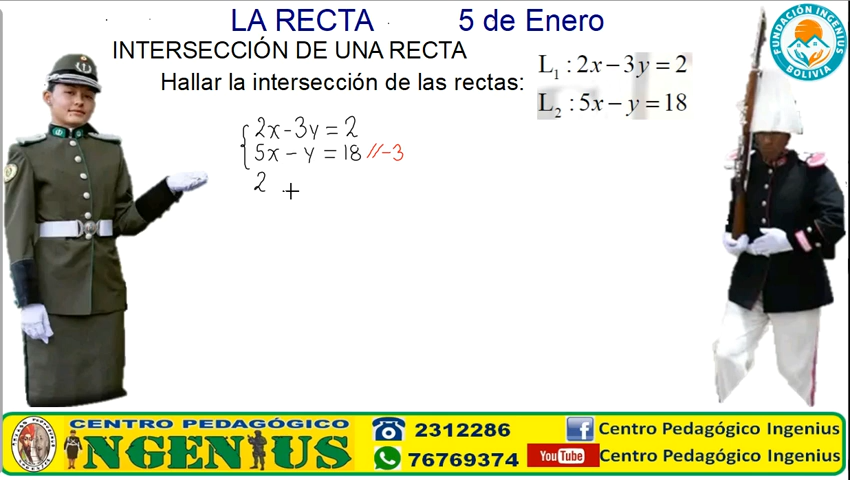 LA RECTA 5 de Enero
INTERSECCIÓN DE UNA RECTA
Hallar la intersección de las rectas:
L₁ : 2x − 3y = 2
L₂ : 5x − y = 18
2x - 3y = 2
5x - y = 18 //-3
2
FUNDACIÓN INGENIUS
BOLIVIA
CENTRO PEDAGÓGICO
INGENIUS
2312286
76769374
Centro Pedagógico Ingenius
YouTube Centro Pedagógico Ingenius